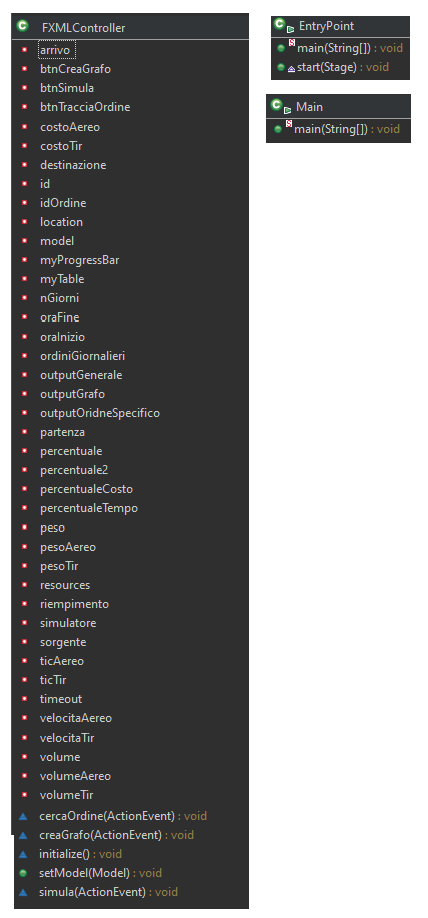 FXMLController
arrivo
btnCreaGrafo
btnSimula
btnTracciaOrdine
costoAereo
costoTir
destinazione
id
idOrdine
location
model
myProgressBar
myTable
nGiorni
oraFine
oraInizio
ordiniGiornalieri
outputGenerale
outputGrafo
outputOridneSpecifico
partenza
percentuale
percentuale2
percentualeCosto
percentualeTempo
peso
pesoAereo
pesoTir
resources
riempimento
simulatore
sorgente
ticAereo
ticTir
timeout
velocitaAereo
velocitaTir
volume
volumeAereo
volumeTir
cercaOrdine(ActionEvent) : void
creaGrafo(ActionEvent) : void
initialize() : void
setModel(Model) : void
simula(ActionEvent) : void
EntryPoint
main(String[]) : void
start(Stage) : void
Main
main(String[]) : void